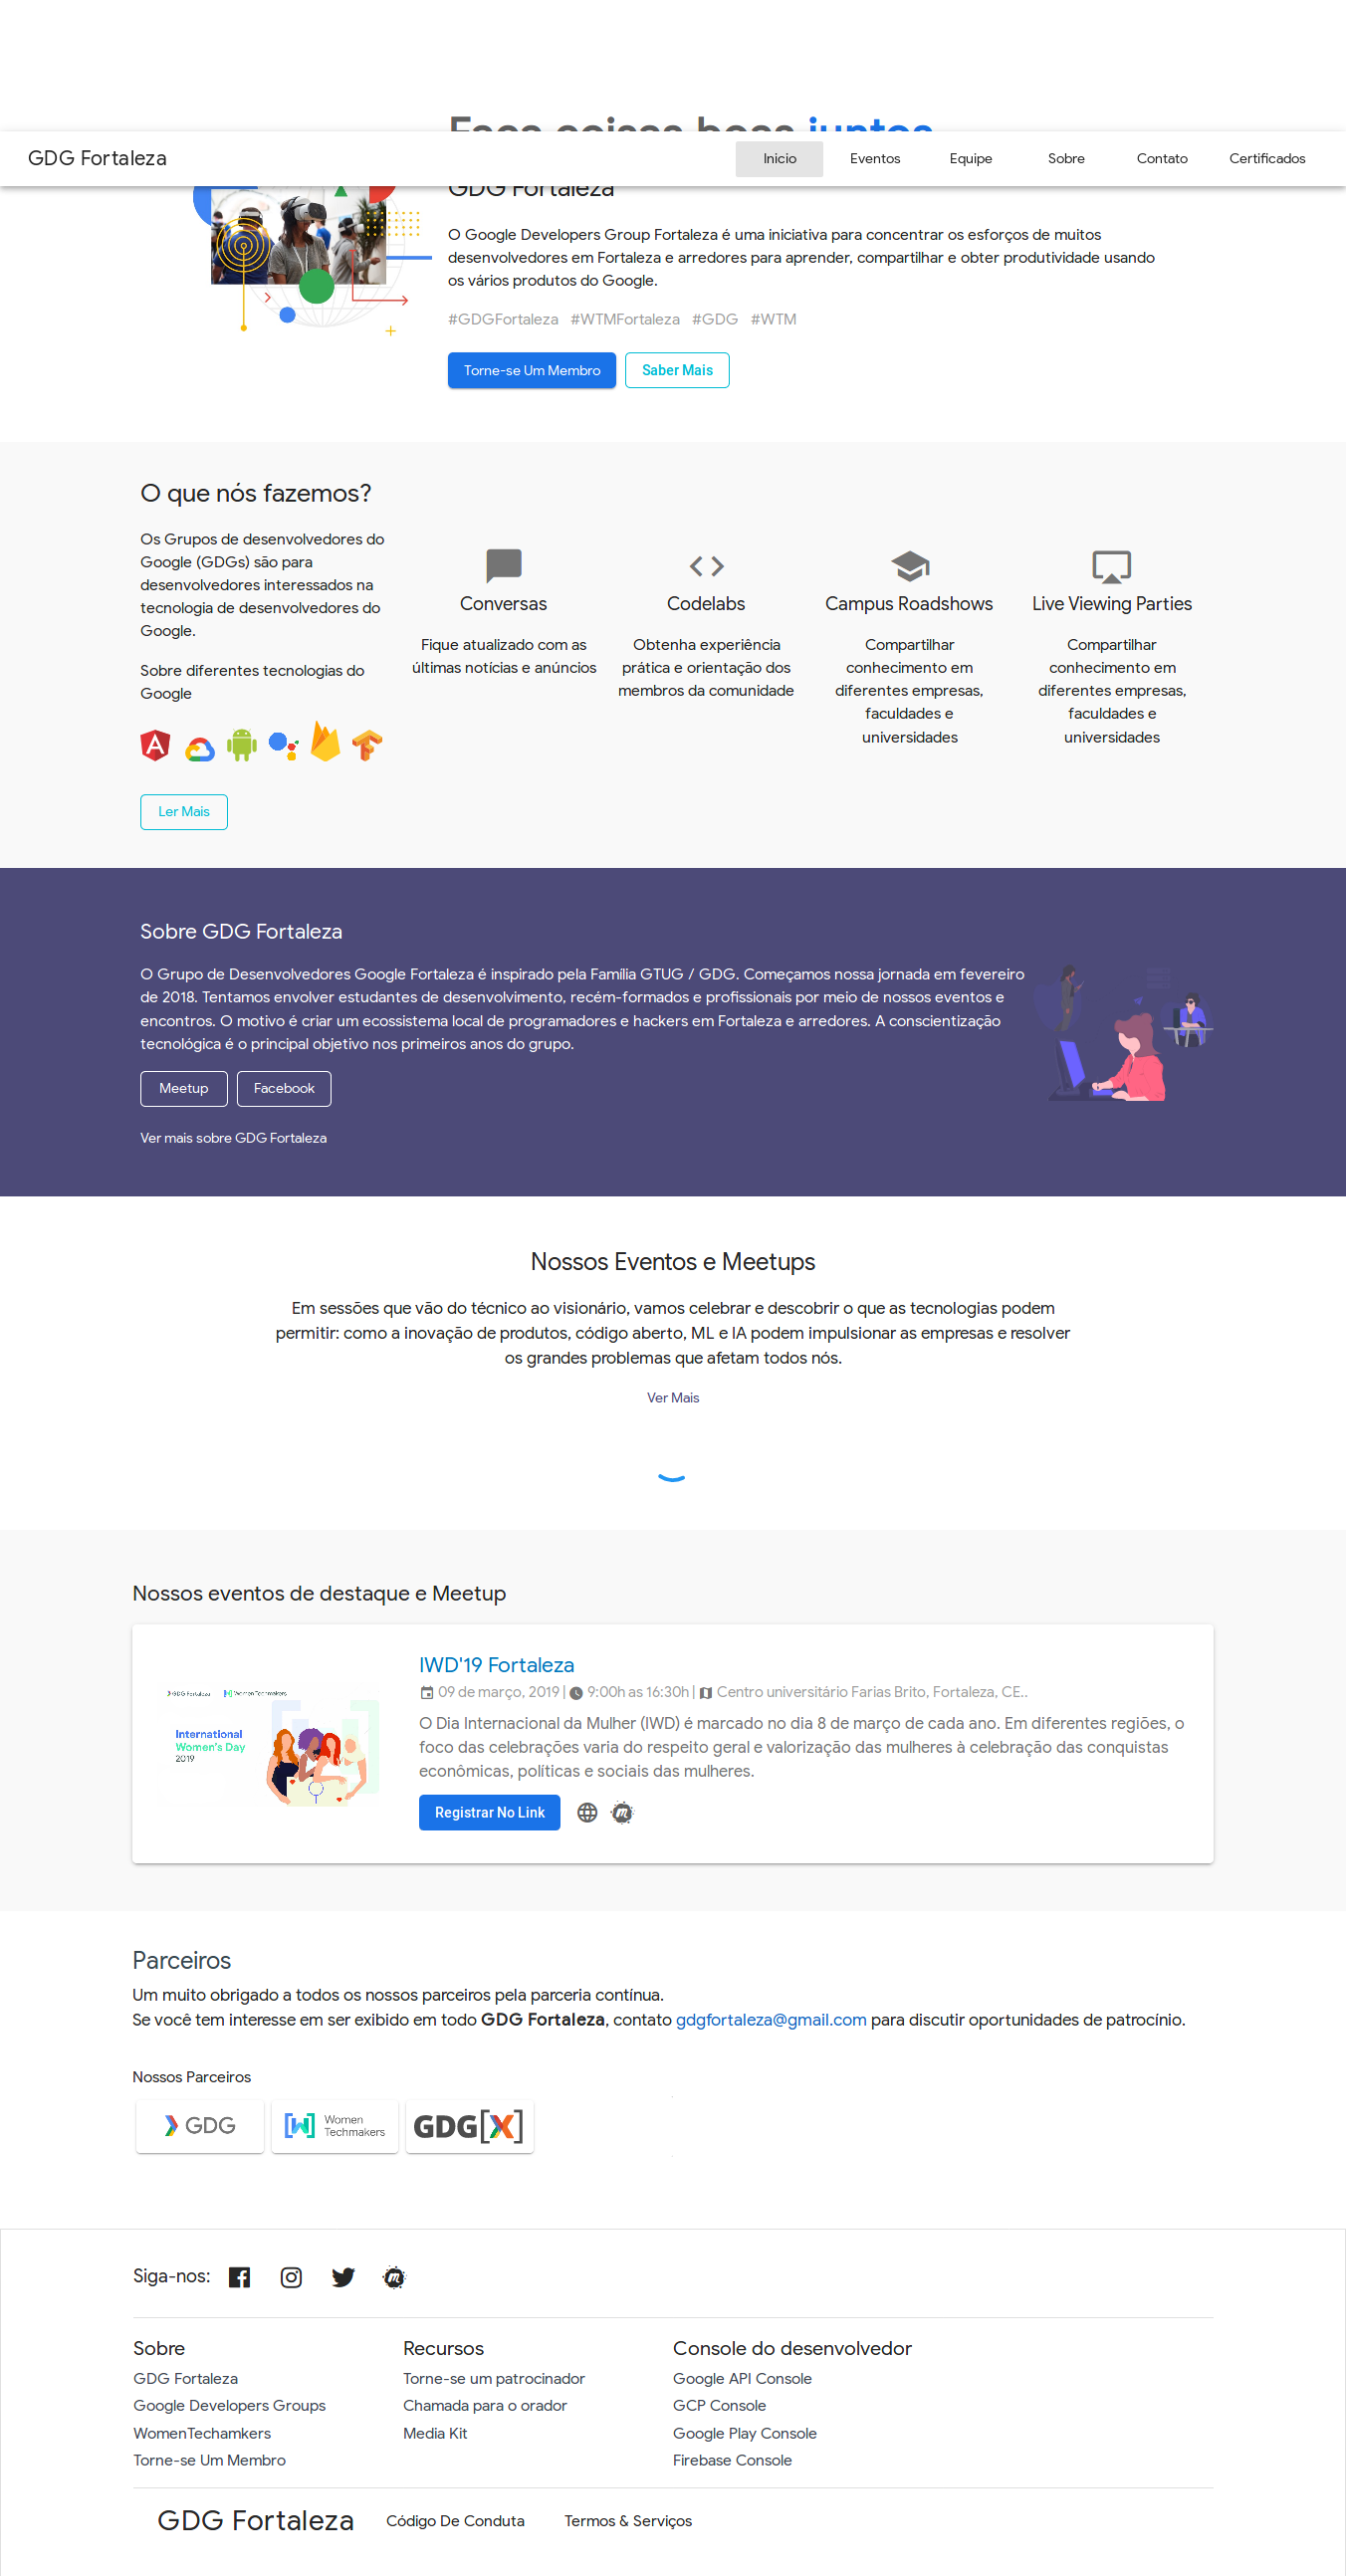 Faça coisas boas juntos
GDG Fortaleza
Inicio
Eventos
Equipe
Sobre
Contato
Certificados
GDG Fortaleza
O Google Developers Group Fortaleza é uma iniciativa para concentrar os esforços de muitos
desenvolvedores em Fortaleza e arredores para aprender, compartilhar e obter produtividade usando
os vários produtos do Google.
#GDGFortaleza #WTMFortaleza #GDG #WTM
Torne-se Um Membro
Saber Mais
O que nós fazemos?
Os Grupos de desenvolvedores do
Google (GDGs) são para
desenvolvedores interessados na
tecnologia de desenvolvedores do
Google.
Sobre diferentes tecnologias do
Google
Ler Mais
Conversas
Fique atualizado com as
últimas notícias e anúncios
Codelabs
Obtenha experiência
prática e orientação dos
membros da comunidade
Campus Roadshows
Compartilhar
conhecimento em
diferentes empresas,
faculdades e
universidades
Live Viewing Parties
Compartilhar
conhecimento em
diferentes empresas,
faculdades e
universidades
Sobre GDG Fortaleza
O Grupo de Desenvolvedores Google Fortaleza é inspirado pela Família GTUG / GDG. Começamos nossa jornada em fevereiro
de 2018. Tentamos envolver estudantes de desenvolvimento, recém-formados e profissionais por meio de nossos eventos e
encontros. O motivo é criar um ecossistema local de programadores e hackers em Fortaleza e arredores. A conscientização
tecnológica é o principal objetivo nos primeiros anos do grupo.
Meetup
Facebook
Ver mais sobre GDG Fortaleza
Nossos Eventos e Meetups
Em sessões que vão do técnico ao visionário, vamos celebrar e descobrir o que as tecnologias podem
permitir: como a inovação de produtos, código aberto, ML e IA podem impulsionar as empresas e resolver
os grandes problemas que afetam todos nós.
Ver Mais
Nossos eventos de destaque e Meetup
GDG Fortaleza
Women Techmakers
International
Women's Day
2019
IWD'19 Fortaleza
09 de março, 2019 | 9:00h as 16:30h | Centro universitário Farias Brito, Fortaleza, CE..
O Dia Internacional da Mulher (IWD) é marcado no dia 8 de março de cada ano. Em diferentes regiões, o
foco das celebrações varia do respeito geral e valorização das mulheres à celebração das conquistas
econômicas, políticas e sociais das mulheres.
Registrar No Link
Parceiros
Um muito obrigado a todos os nossos parceiros pela parceria contínua.
Se você tem interesse em ser exibido em todo GDG Fortaleza, contato gdgfortaleza@gmail.com para discutir oportunidades de patrocínio.
Nossos Parceiros
GDG
Women
Techmakers
GDG[X]
Siga-nos:
Sobre
GDG Fortaleza
Google Developers Groups
WomenTechamkers
Torne-se Um Membro
Recursos
Torne-se um patrocinador
Chamada para o orador
Media Kit
Console do desenvolvedor
Google API Console
GCP Console
Google Play Console
Firebase Console
GDG Fortaleza
Código De Conduta
Termos & Serviços